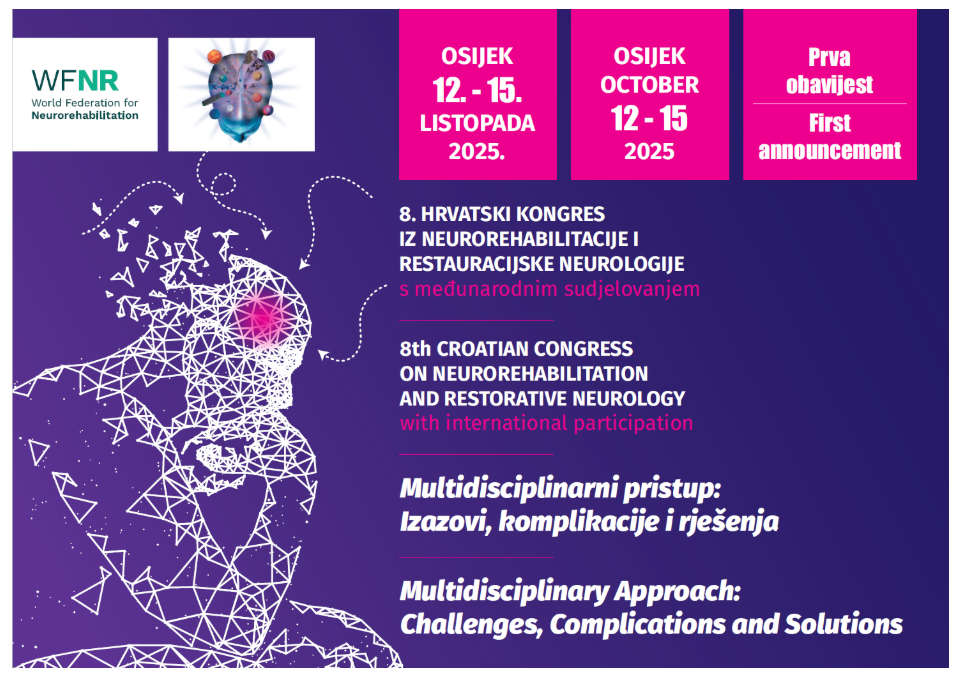 WFNR
World Federation for
Neurorehabilitation
OSIJEK
12. - 15.
LISTOPADA
2025.
OSIJEK
OCTOBER
12 - 15
2025
Prva
obavijest
First
announcement
8. HRVATSKI KONGRES
IZ NEUROREHABILITACIJE I
RESTAURACIJSKE NEUROLOGIJE
s međunarodnim sudjelovanjem
8th CROATIAN CONGRESS
ON NEUROREHABILITATION
AND RESTORATIVE NEUROLOGY
with international participation
Multidisciplinarni pristup:
Izazovi, komplikacije i rješenja
Multidisciplinary Approach:
Challenges, Complications and Solutions